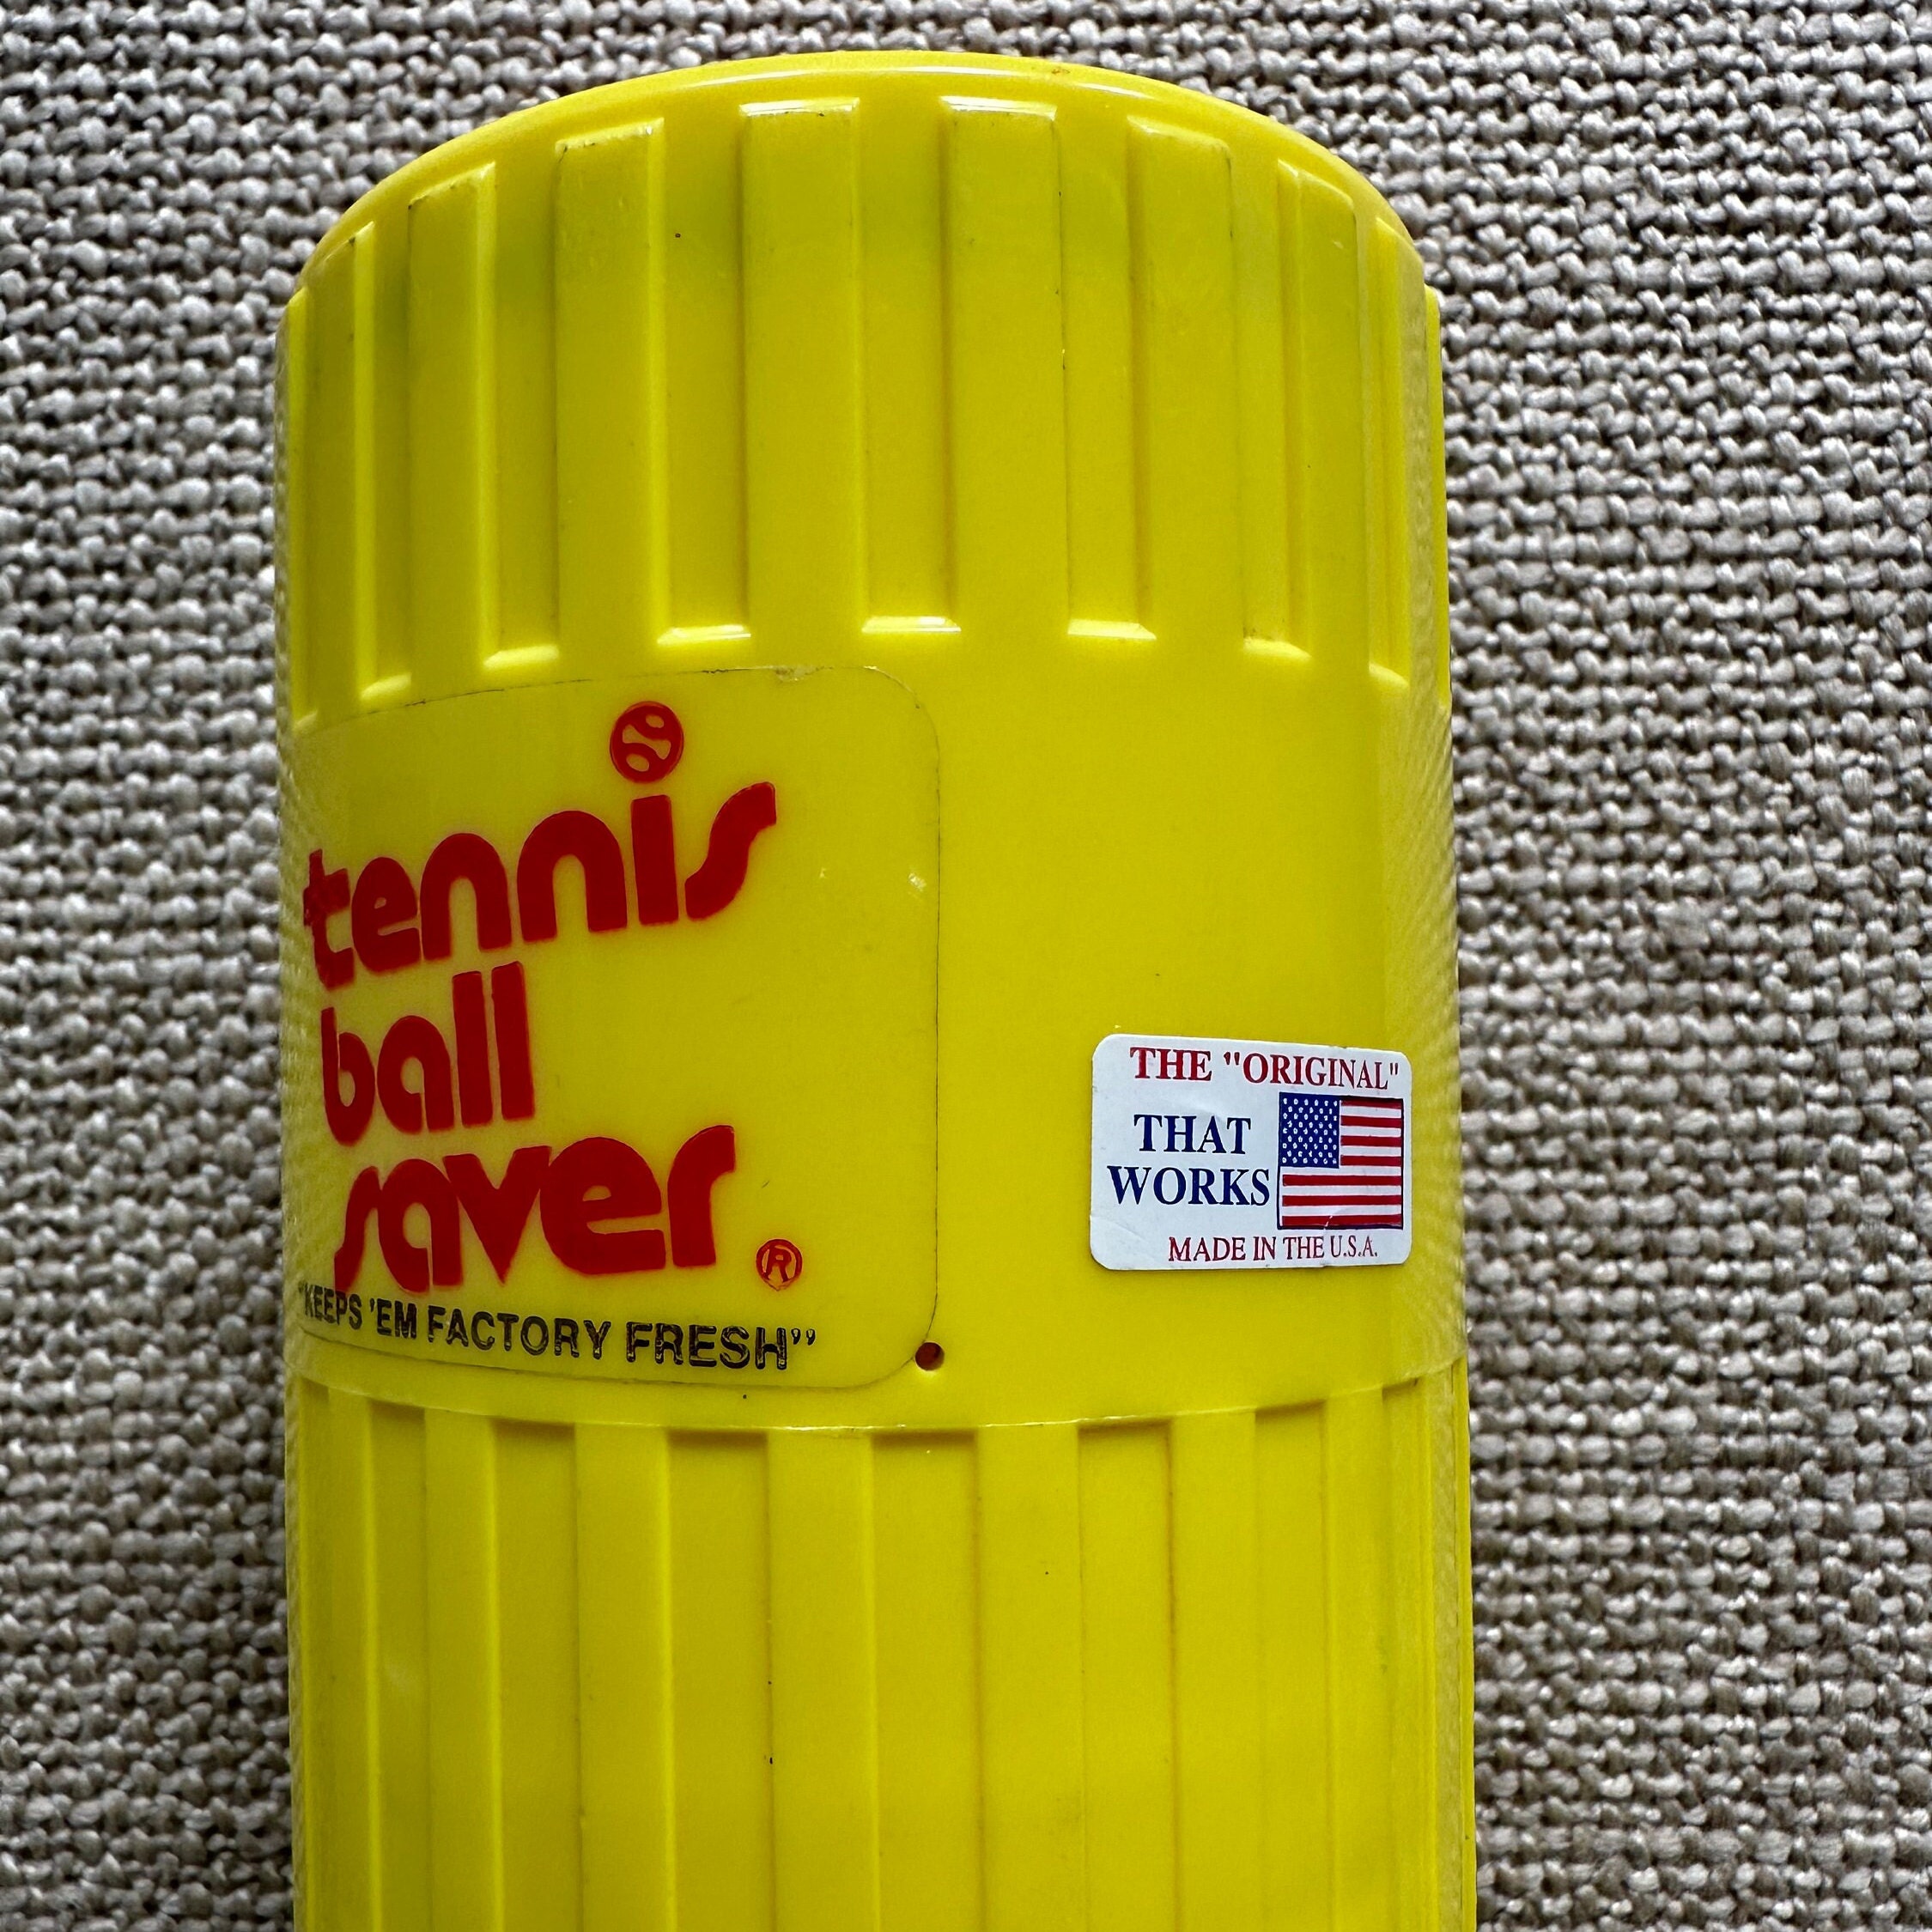 tennis
ball
saver
®
"KEEPS 'EM FACTORY FRESH"
THE "ORIGINAL"
THAT
WORKS
MADE IN THE U.S.A.